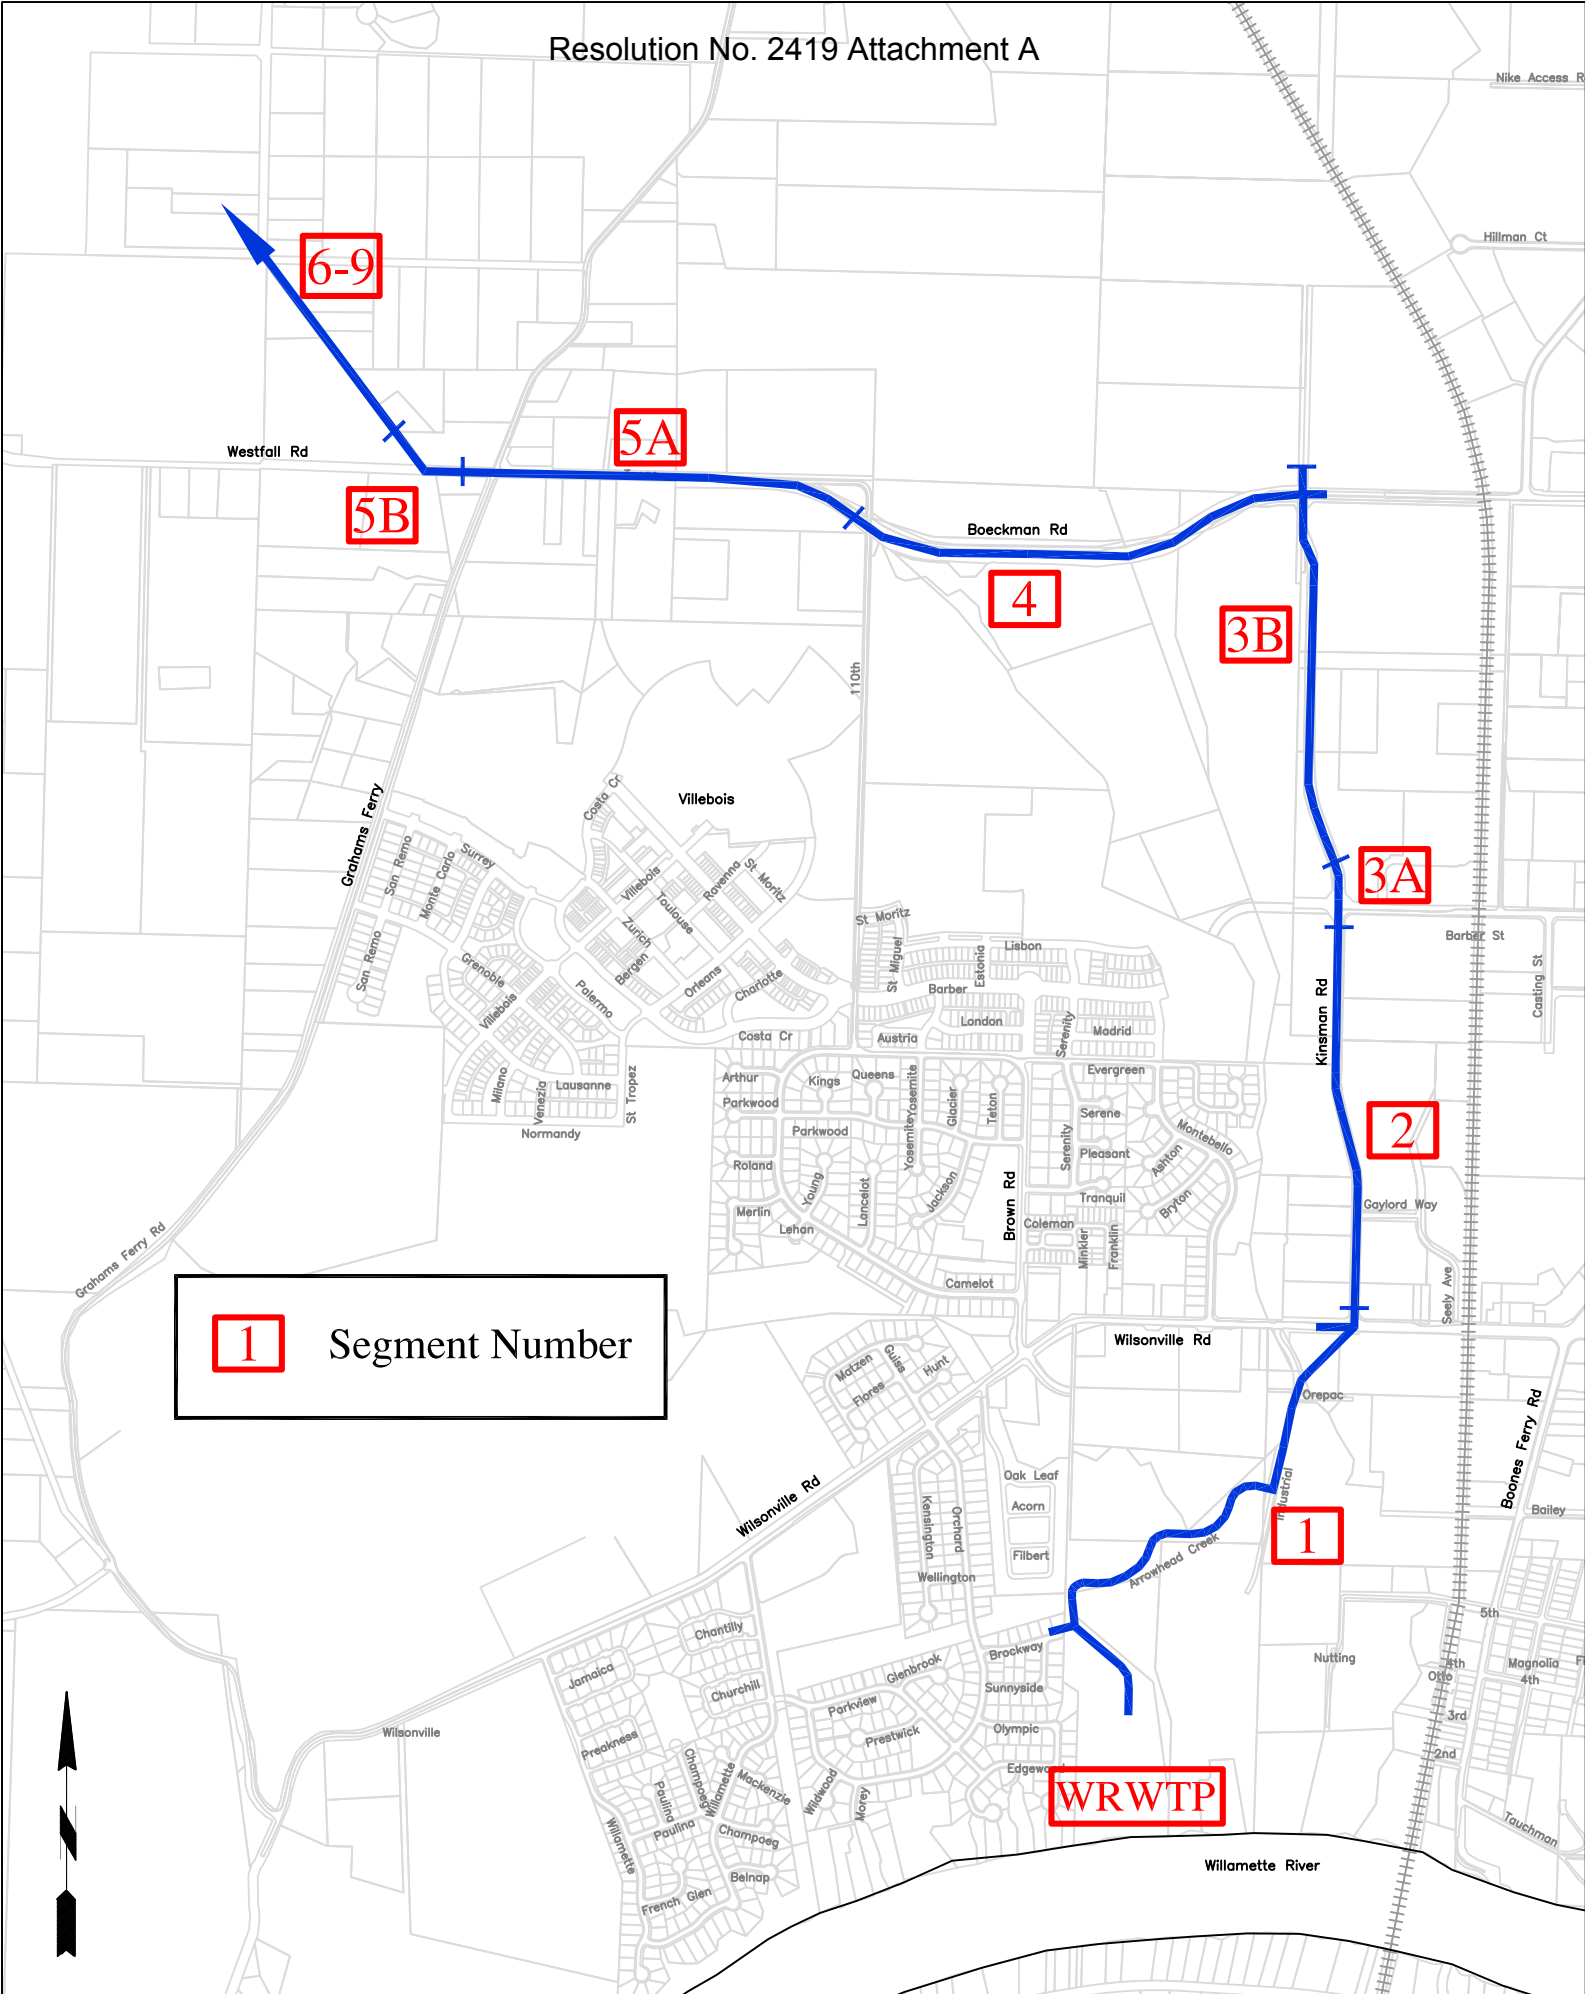 Resolution No. 2419 Attachment A
Nike Access R
Hillman Ct
6-9
5A
Westfall Rd
5B
Boeckman Rd
4
3B
110th
Villebois
Costa Cr
Grahams Ferry
San Remo
Monte Carlo
Surrey
Villebois
Toulouse
Ravenna
St Moritz
Zurich
Bergen
Orleans
Charlotte
San Remo
Grenoble
Villebois
Palermo
3A
St Moritz
St Miguel
Estonia
Lisbon
Barber
London
Serenity
Madrid
Austria
Costa Cr
Barber St
Casting St
Kinsman Rd
Milano
Venezia
Lausanne
St Tropez
Normandy
Arthur
Kings
Queens
Yosemite
Yosemite
Glacier
Teton
Evergreen
Parkwood
Parkwood
Serene
Serenity
Pleasant
Montebello
Ashton
Bryton
2
Roland
Young
Lancelot
Jackson
Brown Rd
Tranquil
Merlin
Lehan
Coleman
Minkler
Franklin
Gaylord Way
Seely Ave
Camelot
Grahams Ferry Rd
1 Segment Number
Wilsonville Rd
Matzen
Guiss
Hunt
Flores
Orepac
Boones Ferry Rd
Wilsonville Rd
Oak Leaf
Acorn
Filbert
Kensington
Orchard
Wellington
Industrial
1
Arrowhead Creek
Bailey
5th
Chantilly
Jamaica
Churchill
Glenbrook
Brockway
Sunnyside
Parkview
Prestwick
Olympic
Nutting
4th
Otto
Magnolia
4th
Fi
3rd
2nd
Wilsonville
Preakness
Champoeg
Willamette
Mackenzie
Paulina
Paulina
Champoeg
Wildwood
Morey
Edgewood
WRWTP
Tauchman
Willamette
Belnap
French Glen
Willamette River
N